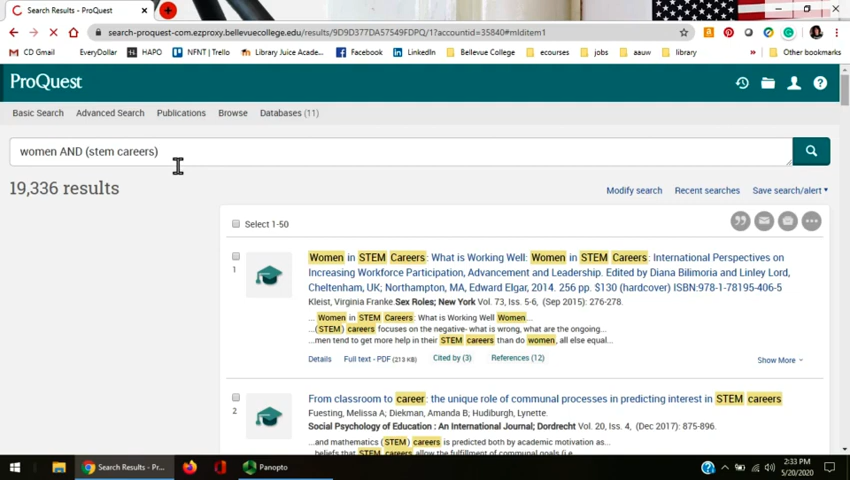 Search Results - ProQuest
search-proquest-com.ezproxy.bellevuecollege.edu/results/9D9D377DA57549FDPQ/1?accountid=35840#mlditem1
CD Gmail EveryDollar HAPO NFNT | Trello Library Juice Acade... Facebook LinkedIn Bellevue College ecourses jobs aauw library Other bookmarks
ProQuest
Basic Search Advanced Search Publications Browse Databases (11)
women AND (stem careers)
19,336 results
Modify search Recent searches Save search/alert
Select 1-50
1
Women in STEM Careers: What is Working Well: Women in STEM Careers: International Perspectives on
Increasing Workforce Participation, Advancement and Leadership. Edited by Diana Bilimoria and Linley Lord,
Cheltenham, UK; Northampton, MA, Edward Elgar, 2014. 256 pp. $130 (hardcover) ISBN:978-1-78195-406-5
Kleist, Virginia Franke. Sex Roles; New York Vol. 73, Iss. 5-6, (Sep 2015): 276-278.
... Women in STEM Careers: What is Working Well Women...
...(STEM) careers focuses on the negative- what is wrong, what are the ongoing...
...men tend to get more help in their STEM careers than do women, all else equal...
Details Full text - PDF (213 KB) Cited by (3) References (12) Show More
2
From classroom to career: the unique role of communal processes in predicting interest in STEM careers
Fuesting, Melissa A; Diekman, Amanda B; Hudiburgh, Lynette.
Social Psychology of Education : An International Journal; Dordrecht Vol. 20, Iss. 4, (Dec 2017): 875-896.
...and mathematics (STEM) careers is predicted both by academic motivation as...
beliefs that STEM careers allow the fulfillment of communal goals (i.e.
Search Results - Pr... Panopto
2:33 PM
5/20/2020